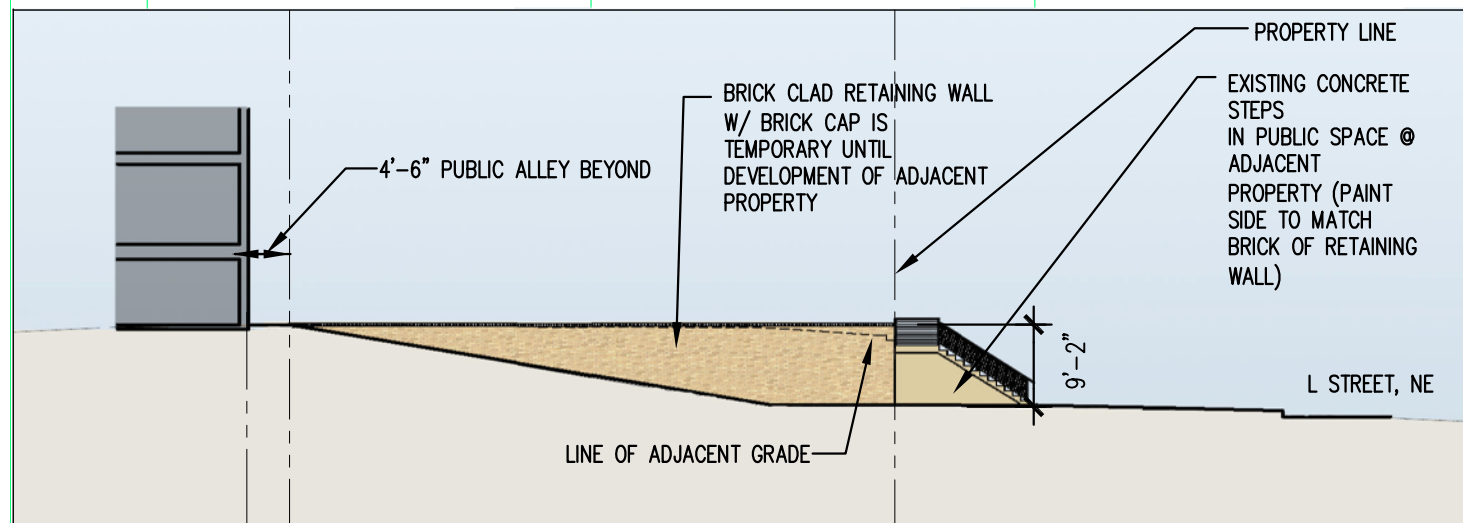 PROPERTY LINE
EXISTING CONCRETE
STEPS
IN PUBLIC SPACE @
ADJACENT
PROPERTY (PAINT
SIDE TO MATCH
BRICK OF RETAINING
WALL)
BRICK CLAD RETAINING WALL
W/ BRICK CAP IS
TEMPORARY UNTIL
DEVELOPMENT OF ADJACENT
PROPERTY
4'-6" PUBLIC ALLEY BEYOND
9'-2"
L STREET, NE
LINE OF ADJACENT GRADE